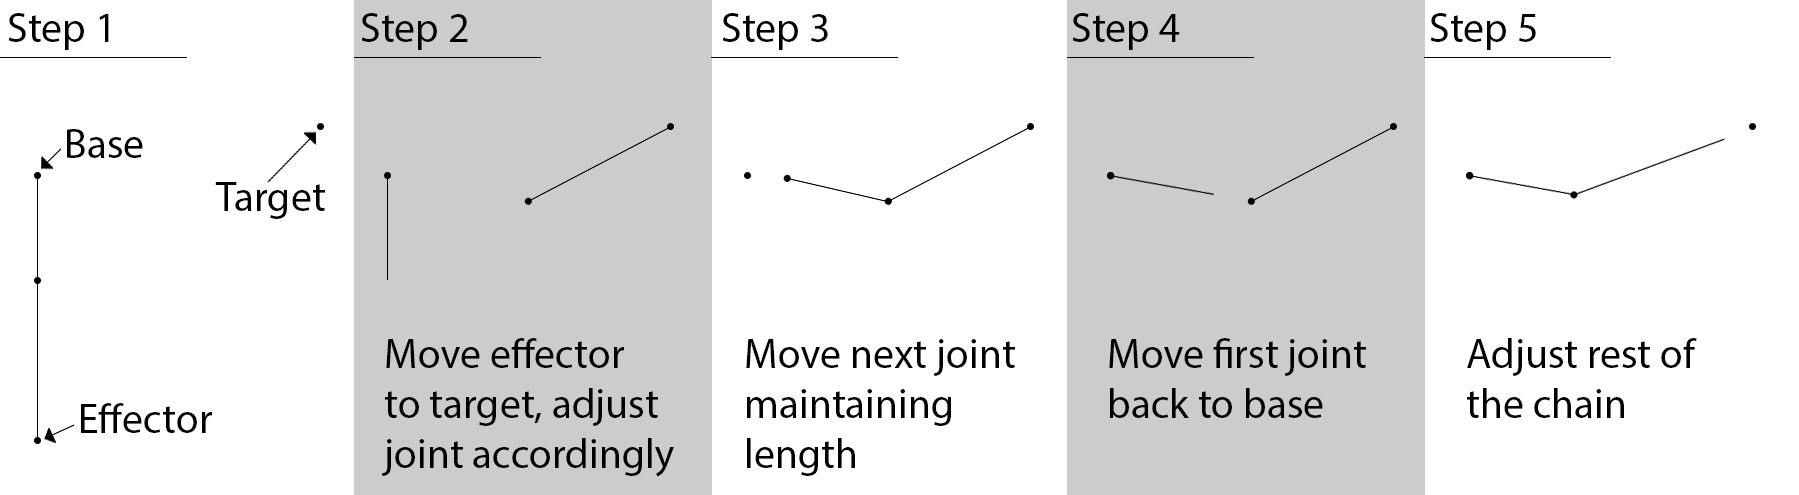 Step 1
Base
Target
Effector
Step 2
Move effector
to target, adjust
joint accordingly
Step 3
Move next joint
maintaining
length
Step 4
Move first joint
back to base
Step 5
Adjust rest of
the chain